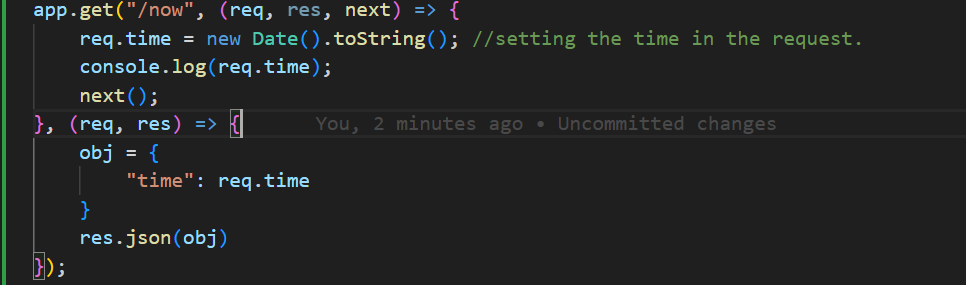 app.get("/now", (req, res, next) => {
    req.time = new Date().toString(); //setting the time in the request.
    console.log(req.time);
    next();
}, (req, res) => {        You, 2 minutes ago • Uncommitted changes
    obj = {
        "time": req.time
    }
    res.json(obj)
});